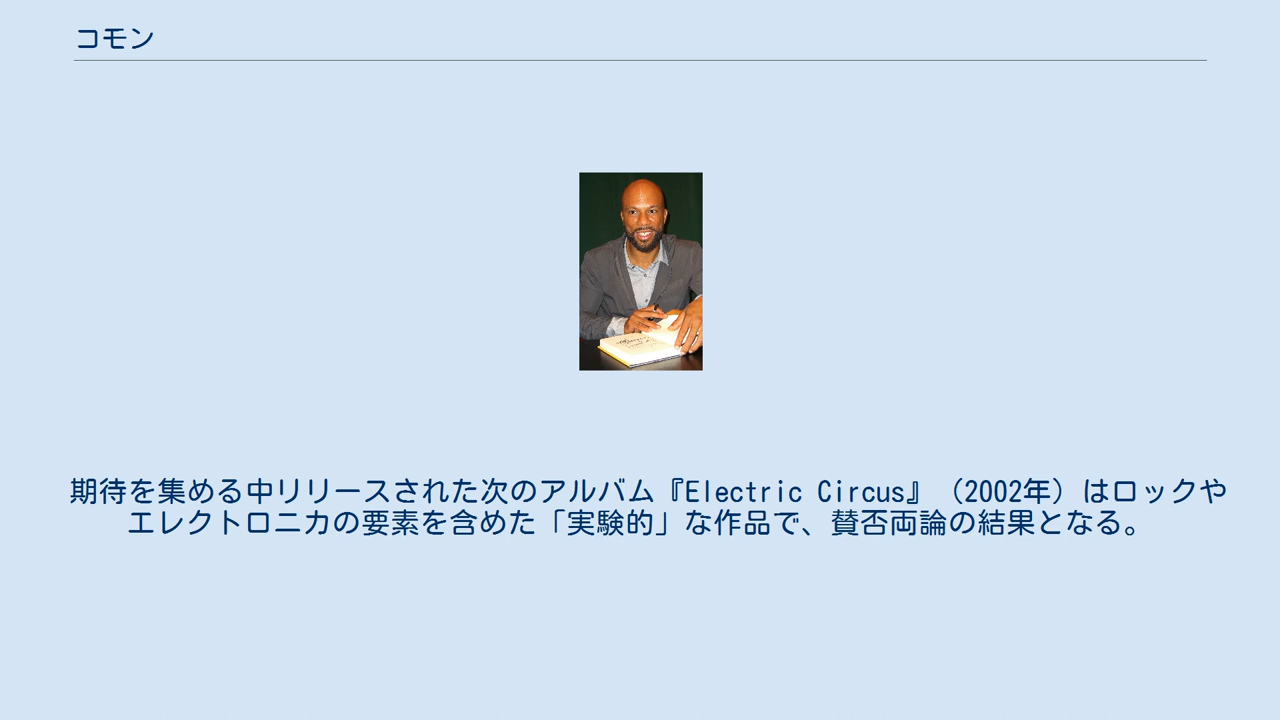 コモン
期待を集める中リリースされた次のアルバム『Electric Circus』（2002年）はロックや
エレクトロニカの要素を含めた「実験的」な作品で、賛否両論の結果となる。